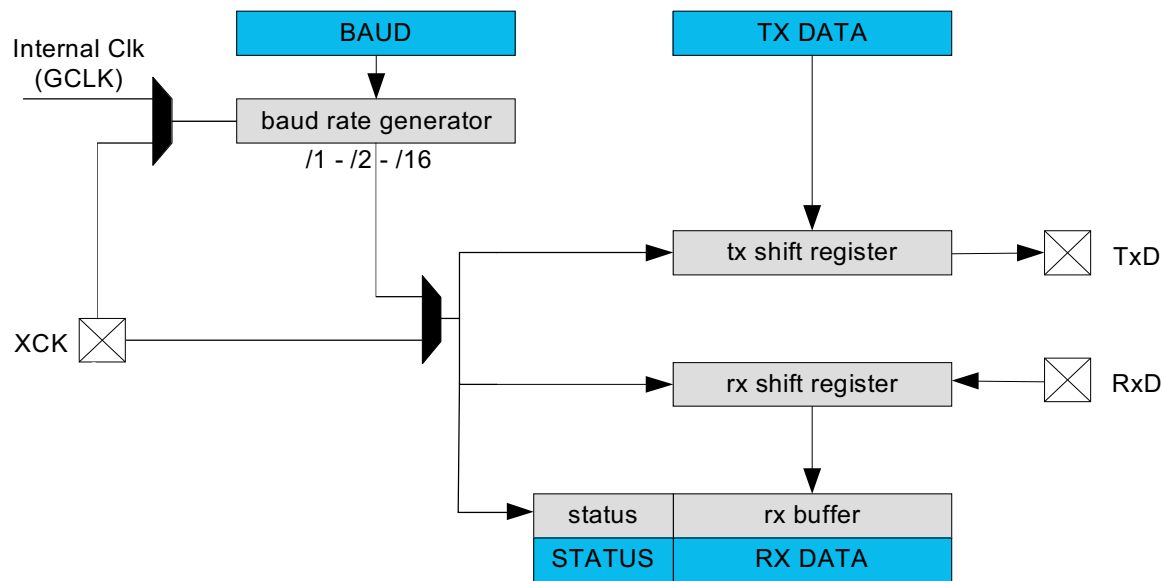 Internal Clk
(GCLK)
BAUD
TX DATA
baud rate generator
/1 - /2 - /16
tx shift register
TxD
XCK
rx shift register
RxD
status
rx buffer
STATUS
RX DATA